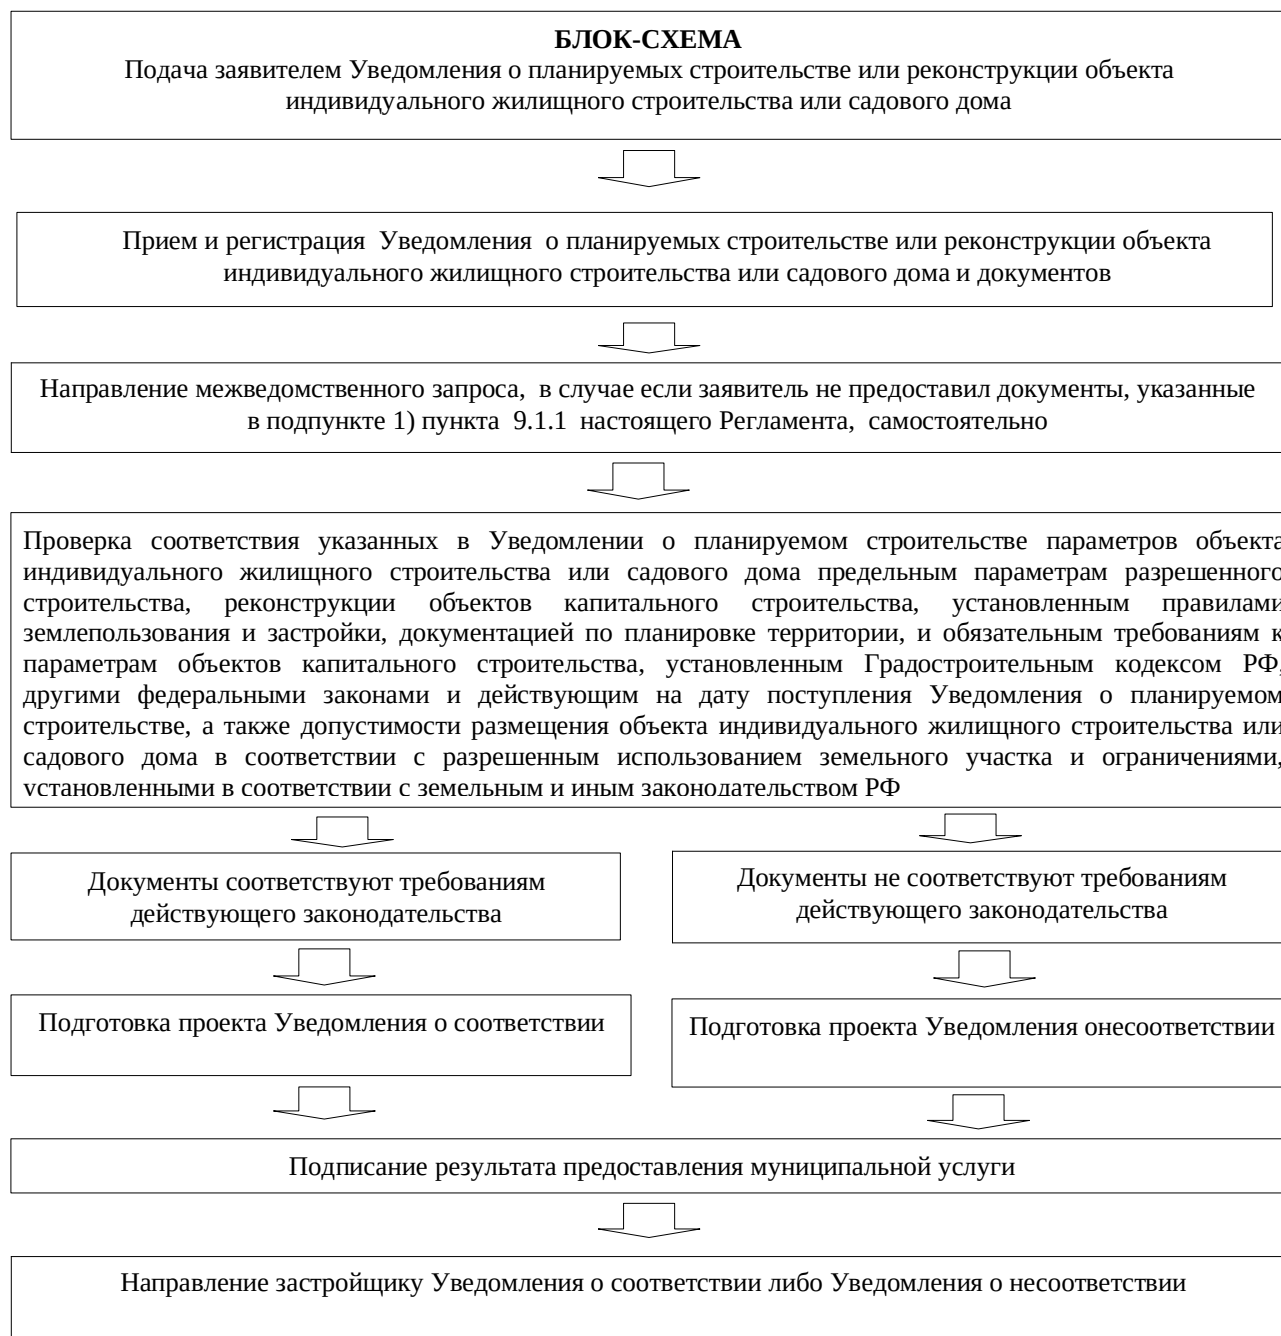 БЛОК-СХЕМА
Подача заявителем Уведомления о планируемых строительстве или реконструкции объекта
индивидуального жилищного строительства или садового дома
Прием и регистрация Уведомления о планируемых строительстве или реконструкции объекта
индивидуального жилищного строительства или садового дома и документов
Направление межведомственного запроса, в случае если заявитель не предоставил документы, указанные
в подпункте 1) пункта 9.1.1 настоящего Регламента, самостоятельно
Проверка соответствия указанных в Уведомлении о планируемом строительстве параметров объекта
индивидуального жилищного строительства или садового дома предельным параметрам разрешенного
строительства, реконструкции объектов капитального строительства, установленным правилами
землепользования и застройки, документацией по планировке территории, и обязательным требованиям к
параметрам объектов капитального строительства, установленным Градостроительным кодексом РФ,
другими федеральными законами и действующим на дату поступления Уведомления о планируемом
строительстве, а также допустимости размещения объекта индивидуального жилищного строительства или
садового дома в соответствии с разрешенным использованием земельного участка и ограничениями,
установленными в соответствии с земельным и иным законодательством РФ
Документы соответствуют требованиям
действующего законодательства
Документы не соответствуют требованиям
действующего законодательства
Подготовка проекта Уведомления о соответствии
Подготовка проекта Уведомления онесоответствии
Подписание результата предоставления муниципальной услуги
Направление застройщику Уведомления о соответствии либо Уведомления о несоответствии